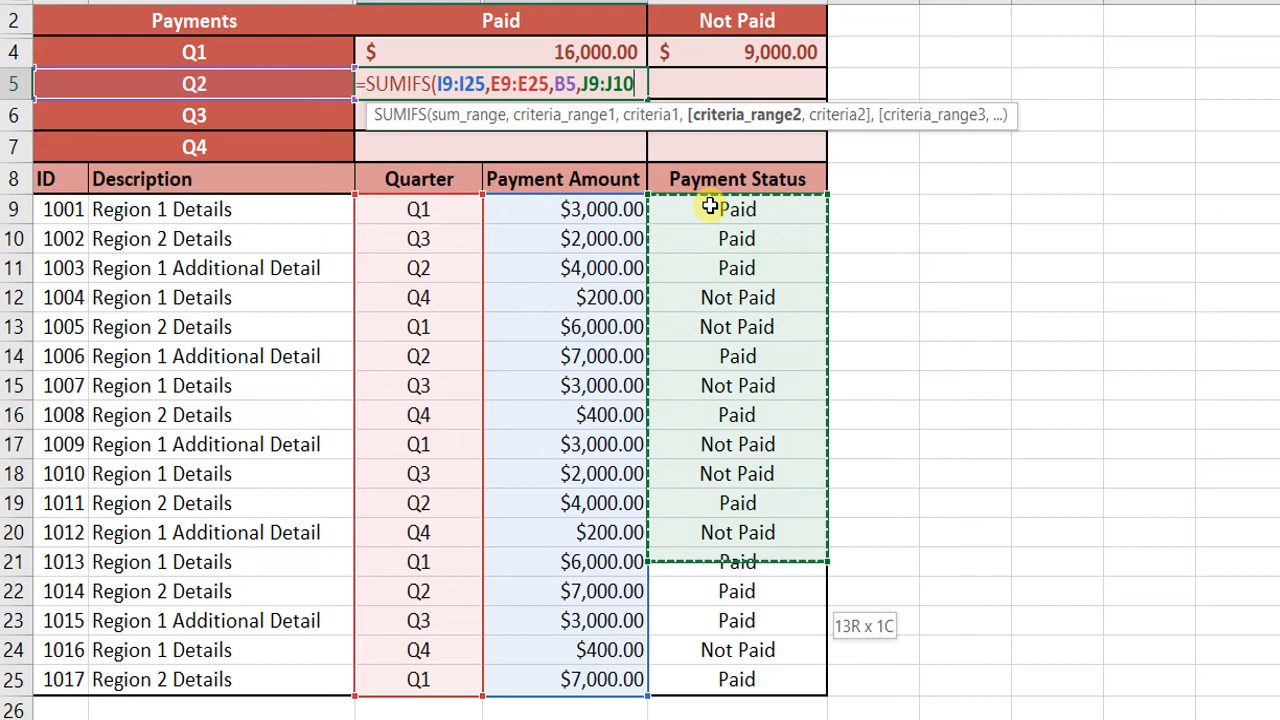 2 Payments Paid Not Paid
4 Q1 $ 16,000.00 $ 9,000.00
5 Q2 =SUMIFS(I9:I25,E9:E25,B5,J9:J10
6 Q3 SUMIFS(sum_range, criteria_range1, criteria1, [criteria_range2, criteria2], [criteria_range3, ...)
7 Q4
8 ID Description Quarter Payment Amount Payment Status
9 1001 Region 1 Details Q1 $3,000.00 Paid
10 1002 Region 2 Details Q3 $2,000.00 Paid
11 1003 Region 1 Additional Detail Q2 $4,000.00 Paid
12 1004 Region 1 Details Q4 $200.00 Not Paid
13 1005 Region 2 Details Q1 $6,000.00 Not Paid
14 1006 Region 1 Additional Detail Q2 $7,000.00 Paid
15 1007 Region 1 Details Q3 $3,000.00 Not Paid
16 1008 Region 2 Details Q4 $400.00 Paid
17 1009 Region 1 Additional Detail Q1 $3,000.00 Not Paid
18 1010 Region 1 Details Q3 $2,000.00 Not Paid
19 1011 Region 2 Details Q2 $4,000.00 Paid
20 1012 Region 1 Additional Detail Q4 $200.00 Not Paid
21 1013 Region 1 Details Q1 $6,000.00 Paid
22 1014 Region 2 Details Q2 $7,000.00 Paid
23 1015 Region 1 Additional Detail Q3 $3,000.00 Paid 13R x 1C
24 1016 Region 1 Details Q4 $400.00 Not Paid
25 1017 Region 2 Details Q1 $7,000.00 Paid
26